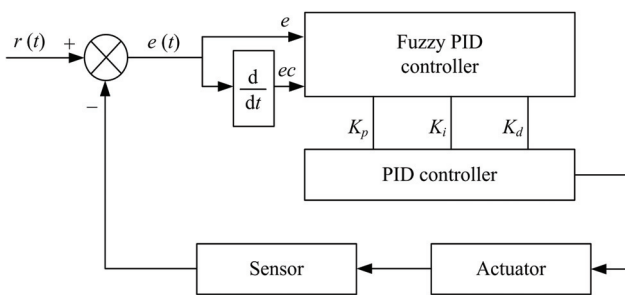 r (t)
+
e (t)
e
d
dt
ec
Fuzzy PID
controller
Kp
Ki
Kd
PID controller
−
Sensor
Actuator